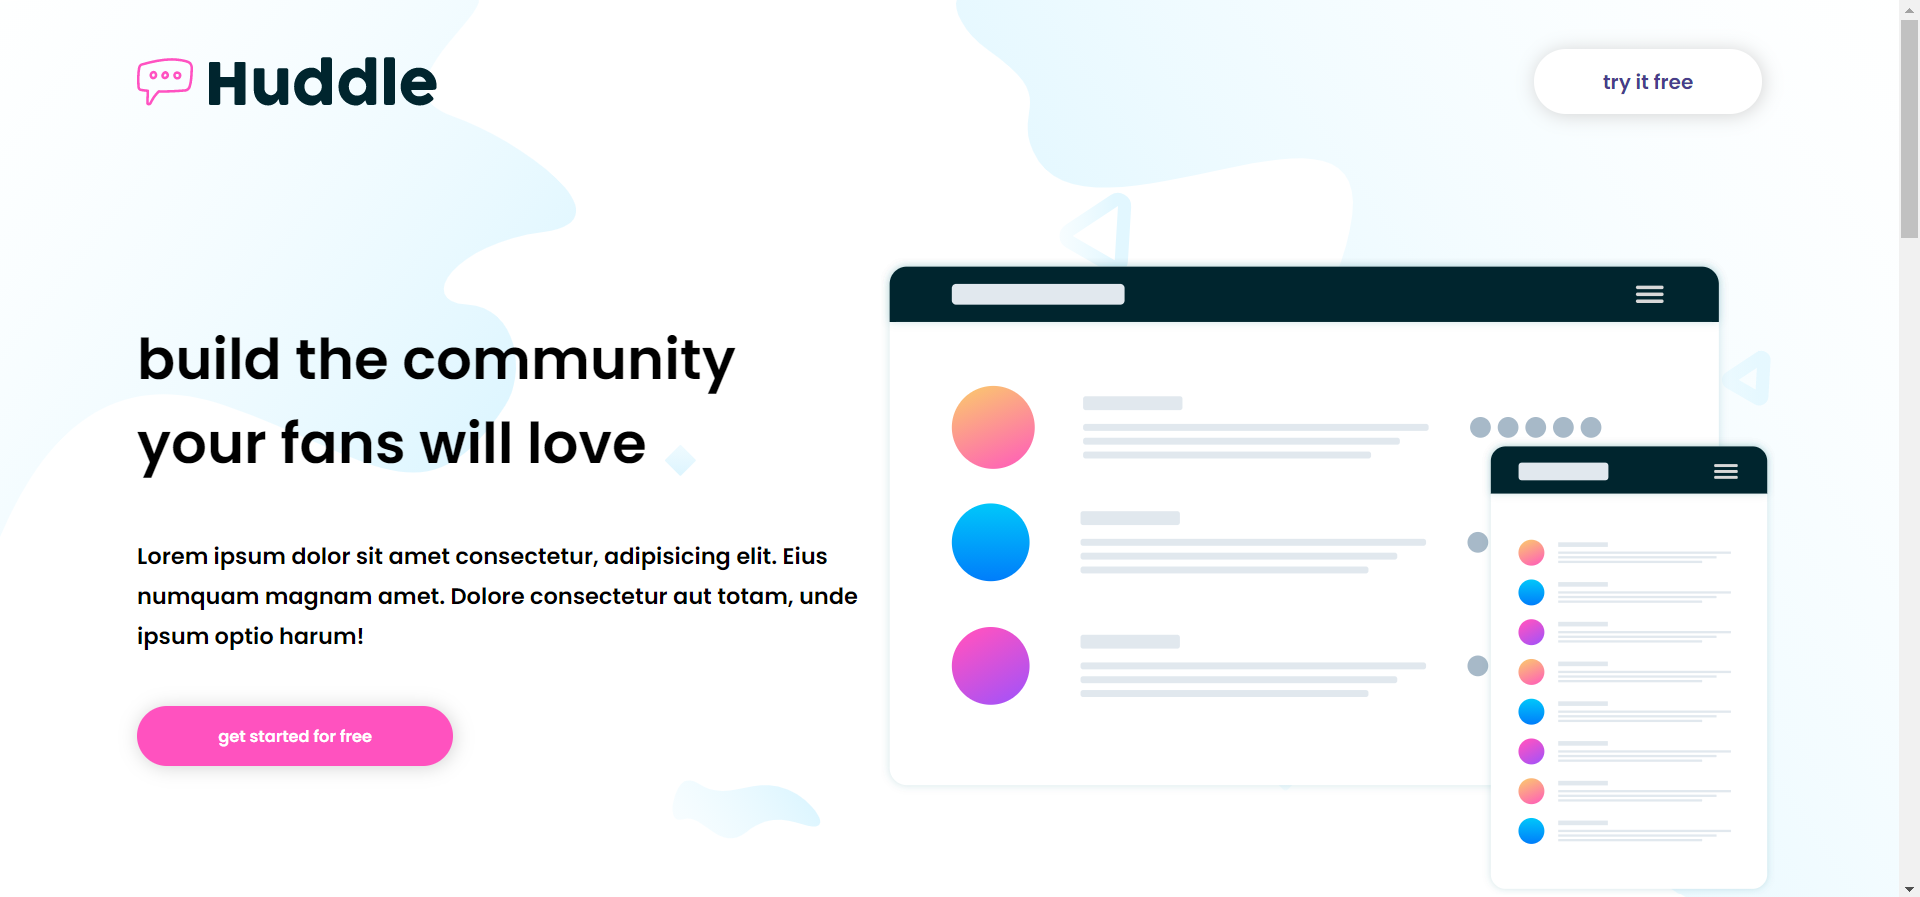 Huddle
try it free
build the community
your fans will love
Lorem ipsum dolor sit amet consectetur, adipisicing elit. Eius
numquam magnam amet. Dolore consectetur aut totam, unde
ipsum optio harum!
get started for free